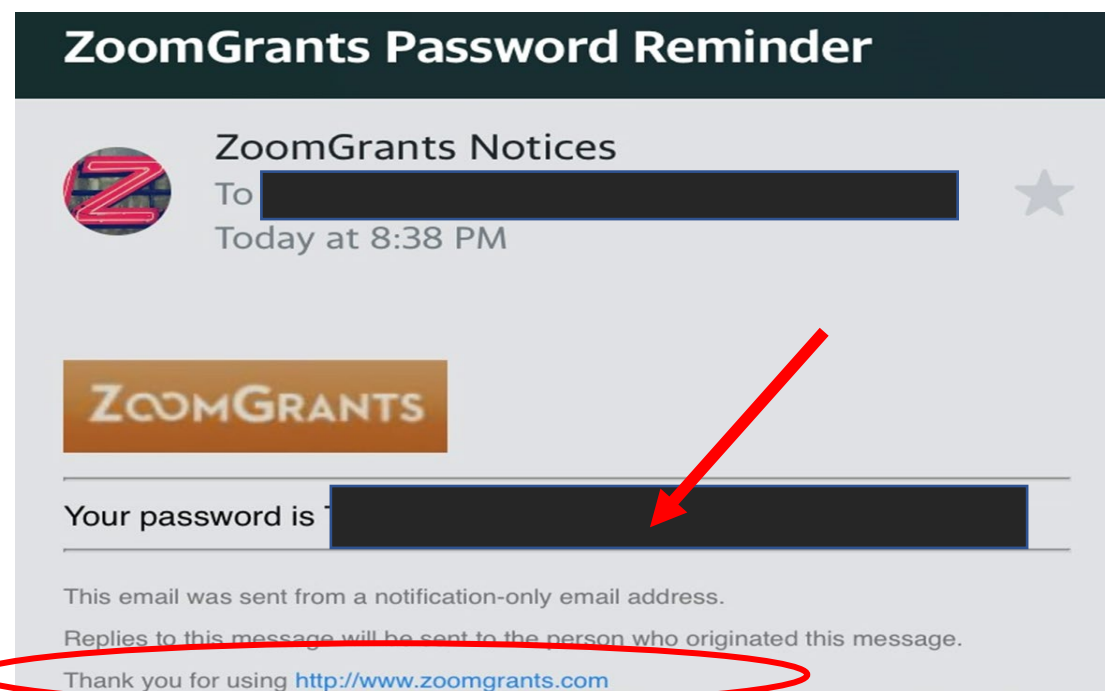 ZoomGrants Password Reminder
ZoomGrants Notices
To
Today at 8:38 PM
ZOOMGRANTS
Your password is
This email was sent from a notification-only email address.
Replies to this message will be sent to the person who originated this message.
Thank you for using http://www.zoomgrants.com